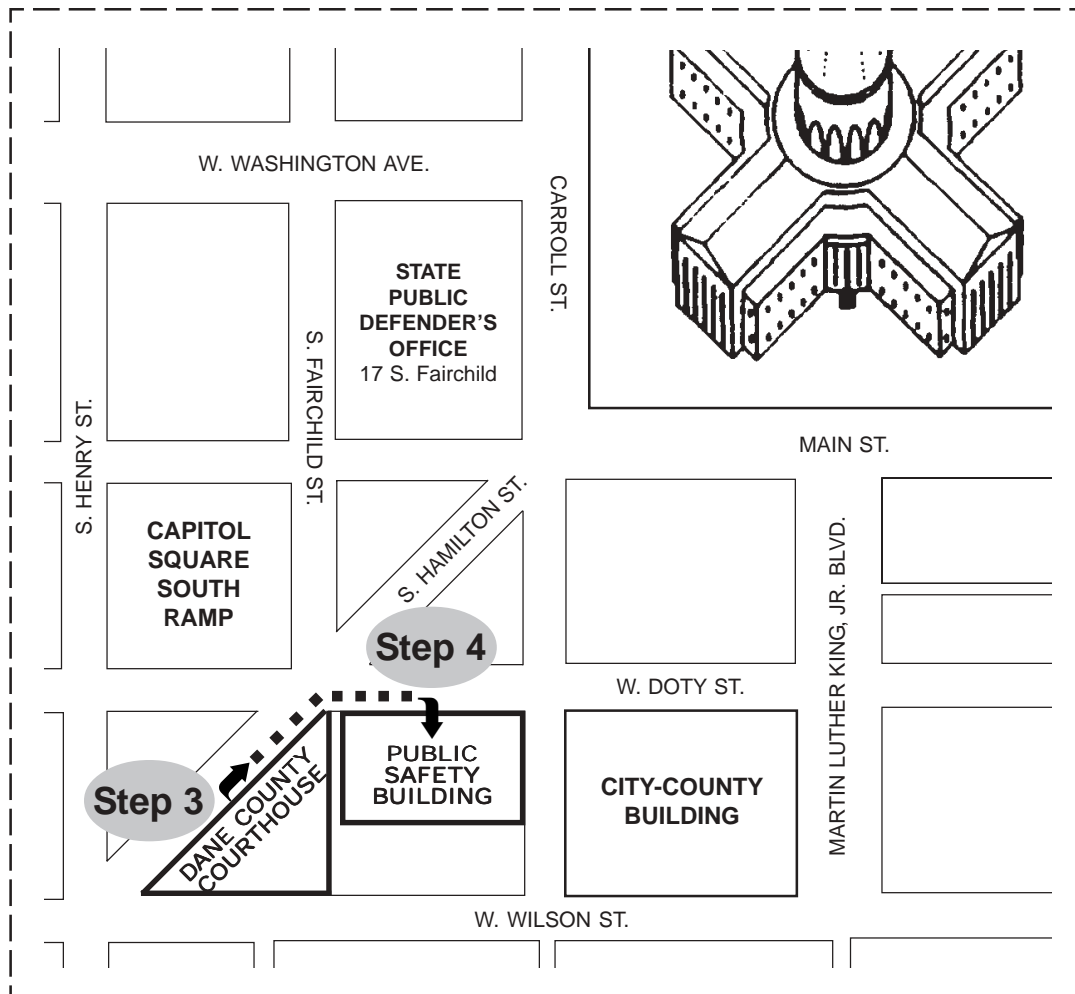 W. WASHINGTON AVE.
CARROLL ST.
STATE
PUBLIC
DEFENDER'S
OFFICE
17 S. Fairchild
S. FAIRCHILD ST.
S. HENRY ST.
MAIN ST.
CAPITOL
SQUARE
SOUTH
RAMP
S. HAMILTON ST.
MARTIN LUTHER KING, JR. BLVD.
Step 4
W. DOTY ST.
Step 3
DANE COUNTY
COURTHOUSE
PUBLIC
SAFETY
BUILDING
CITY-COUNTY
BUILDING
W. WILSON ST.